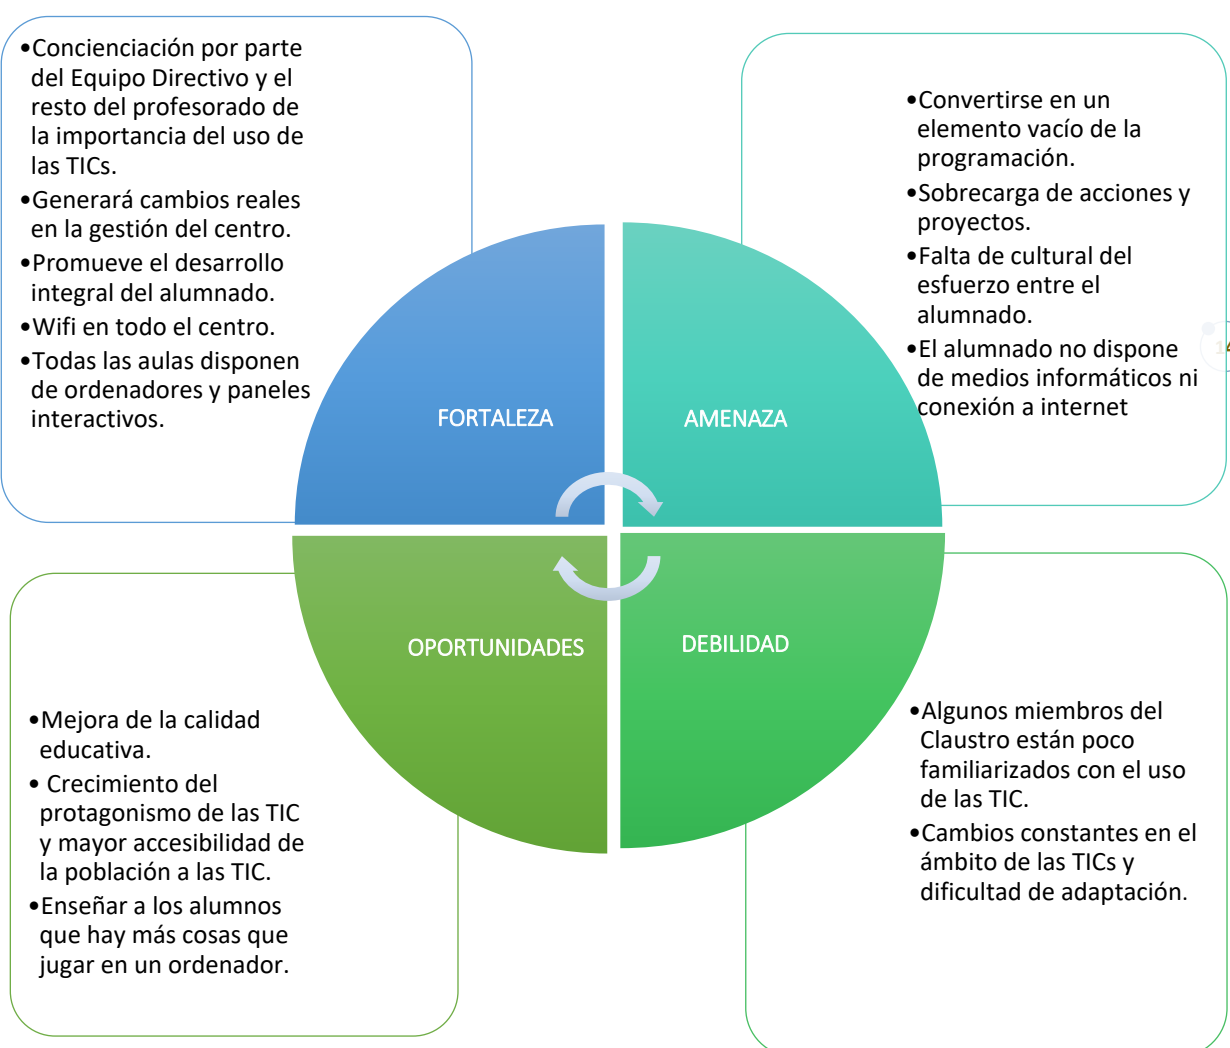 •Concienciación por parte
del Equipo Directivo y el
resto del profesorado de
la importancia del uso de
las TICs.
•Generará cambios reales
en la gestión del centro.
•Promueve el desarrollo
integral del alumnado.
•Wifi en todo el centro.
•Todas las aulas disponen
de ordenadores y paneles
interactivos.
•Convertirse en un
elemento vacío de la
programación.
•Sobrecarga de acciones y
proyectos.
•Falta de cultural del
esfuerzo entre el
alumnado.
•El alumnado no dispone
de medios informáticos ni
conexión a internet
14
FORTALEZA
AMENAZA
OPORTUNIDADES
DEBILIDAD
•Mejora de la calidad
educativa.
• Crecimiento del
protagonismo de las TIC
y mayor accesibilidad de
la población a las TIC.
•Enseñar a los alumnos
que hay más cosas que
jugar en un ordenador.
•Algunos miembros del
Claustro están poco
familiarizados con el uso
de las TIC.
•Cambios constantes en el
ámbito de las TICs y
dificultad de adaptación.